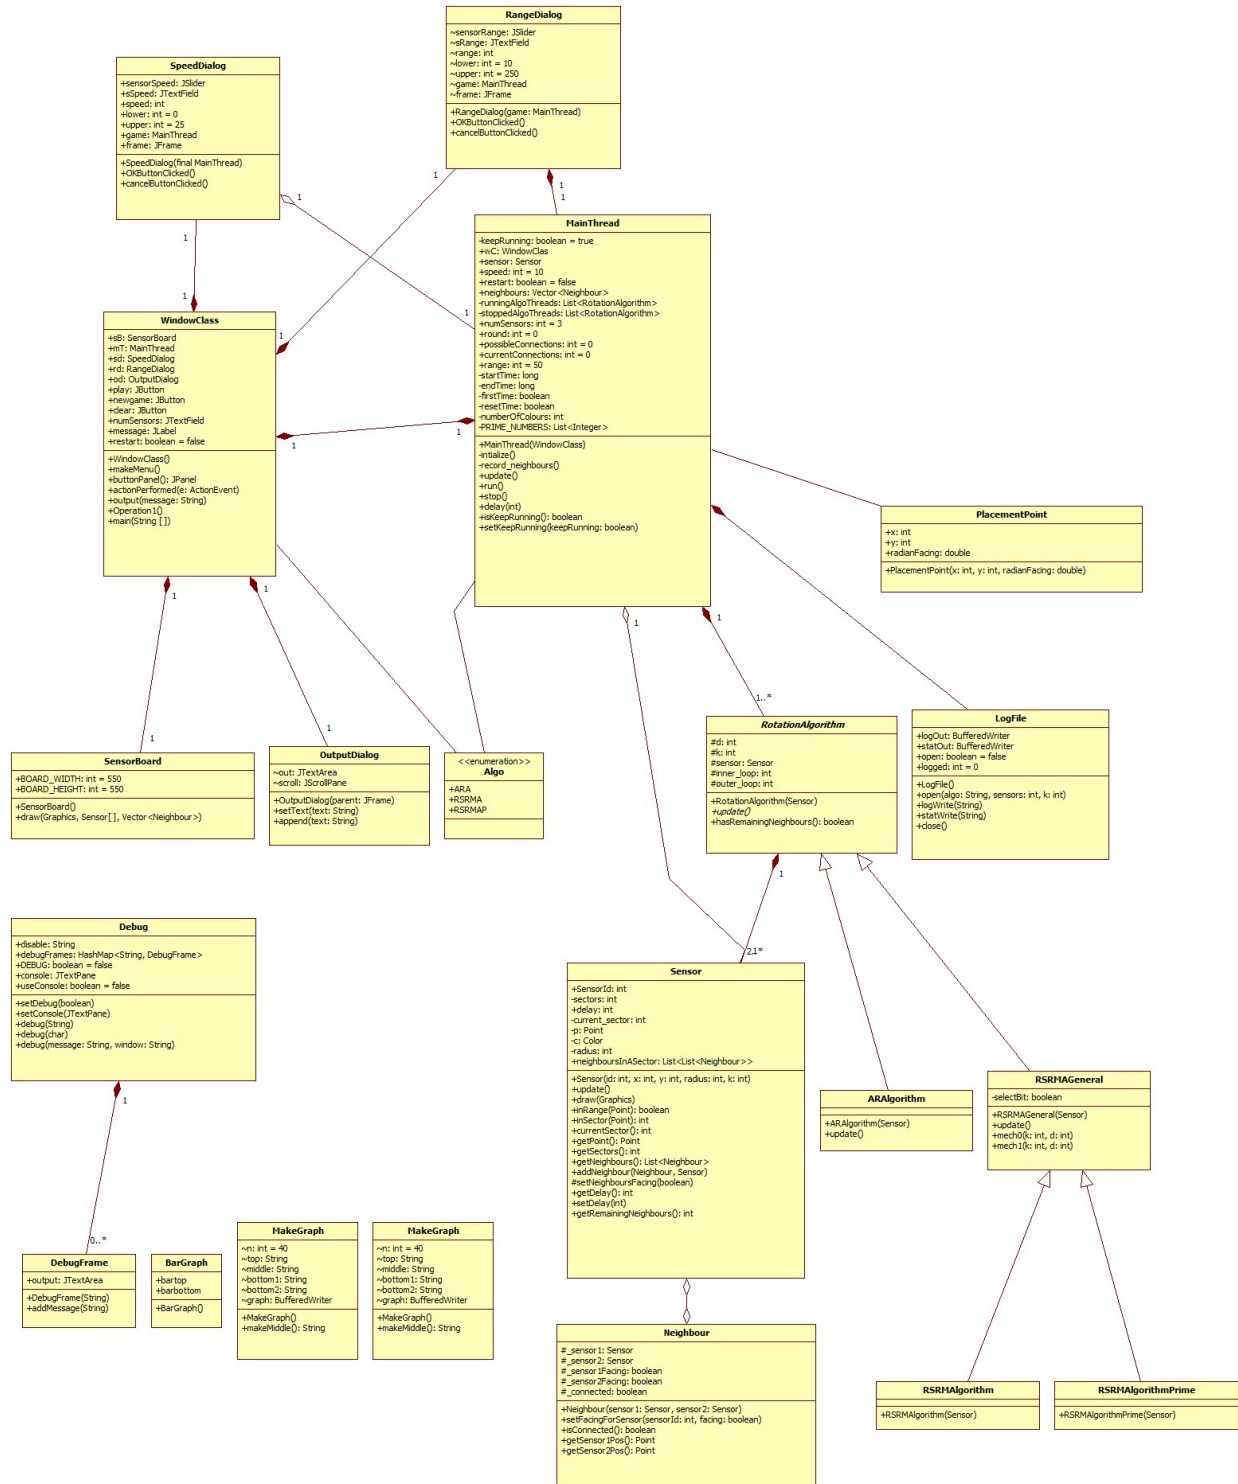 RangeDialog
~sensorRange: JSlider
~sRange: JTextField
~range: int
~lower: int = 10
~upper: int = 250
~game: MainThread
~frame: JFrame
+RangeDialog(game: MainThread)
+OKButtonClicked()
+cancelButtonClicked()
SpeedDialog
+sensorSpeed: JSlider
+sSpeed: JTextField
+speed: int
+lower: int = 0
+upper: int = 25
+game: MainThread
+frame: JFrame
+SpeedDialog(final MainThread)
+OKButtonClicked()
+cancelButtonClicked()
1
1
1
1
1
1
1
1
MainThread
-keepRunning: boolean = true
+wC: WindowClas
+sensor: Sensor
+speed: int = 10
+restart: boolean = false
+neighbours: Vector<Neighbour>
-runningAlgoThreads: List<RotationAlgorithm>
-stoppedAlgoThreads: List<RotationAlgorithm>
+numSensors: int = 3
+round: int = 0
+possibleConnections: int = 0
+currentConnections: int = 0
+range: int = 50
-startTime: long
-endTime: long
-firstTime: boolean
-resetTime: boolean
-numberOfColours: int
-PRIME_NUMBERS: List<Integer>
+MainThread(WindowClass)
-intialize()
-record_neighbours()
+update()
+run()
+stop()
+delay(int)
+isKeepRunning(): boolean
+setKeepRunning(keepRunning: boolean)
WindowClass
+sB: SensorBoard
+mT: MainThread
+sd: SpeedDialog
+rd: RangeDialog
+od: OutputDialog
+play: JButton
+newgame: JButton
+clear: JButton
+numSensors: JTextField
+message: JLabel
+restart: boolean = false
+WindowClass()
+makeMenu()
+buttonPanel(): JPanel
+actionPerformed(e: ActionEvent)
+output(message: String)
+Operation1()
+main(String [])
1
1
PlacementPoint
+x: int
+y: int
+radianFacing: double
+PlacementPoint(x: int, y: int, radianFacing: double)
1
1
1
1
1
1
1..*
SensorBoard
+BOARD_WIDTH: int = 550
+BOARD_HEIGHT: int = 550
+SensorBoard()
+draw(Graphics, Sensor[], Vector<Neighbour>)
OutputDialog
~out: JTextArea
~scroll: JScrollPane
+OutputDialog(parent: JFrame)
+setText(text: String)
+append(text: String)
<<enumeration>>
Algo
+ARA
+RSRMA
+RSRMAP
RotationAlgorithm
#d: int
#k: int
#sensor: Sensor
#inner_loop: int
#outer_loop: int
+RotationAlgorithm(Sensor)
+update()
+hasRemainingNeighbours(): boolean
LogFile
+logOut: BufferedWriter
+statOut: BufferedWriter
+open: boolean = false
+logged: int = 0
+LogFile()
+open(algo: String, sensors: int, k: int)
+logWrite(String)
+statWrite(String)
+close()
1
Debug
+disable: String
+debugFrames: HashMap<String, DebugFrame>
+DEBUG: boolean = false
+console: JTextPane
+useConsole: boolean = false
+setDebug(boolean)
+setConsole(JTextPane)
+debug(String)
+debug(char)
+debug(message: String, window: String)
1
0..*
Sensor
+SensorId: int
-sectors: int
+delay: int
-current_sector: int
-p: Point
-c: Color
-radius: int
+neighboursInASector: List<List<Neighbour>>
+Sensor(id: int, x: int, y: int, radius: int, k: int)
+update()
+draw(Graphics)
+inRange(Point): boolean
+inSector(Point): int
+currentSector(): int
+getPoint(): Point
+getSectors(): int
+getNeighbours(): List<Neighbour>
+addNeighbour(Neighbour, Sensor)
#setNeighboursFacing(boolean)
+getDelay(): int
+setDelay(int)
+getRemainingNeighbours(): int
ARAlgorithm
+ARAlgorithm(Sensor)
+update()
RSRMAGeneral
-selectBit: boolean
+RSRMAGeneral(Sensor)
+update()
+mech0(k: int, d: int)
+mech1(k: int, d: int)
DebugFrame
+output: JTextArea
+DebugFrame(String)
+addMessage(String)
BarGraph
+bartop
+barbottom
+BarGraph()
MakeGraph
~n: int = 40
~top: String
~middle: String
~bottom1: String
~bottom2: String
~graph: BufferedWriter
+MakeGraph()
+makeMiddle(): String
MakeGraph
~n: int = 40
~top: String
~middle: String
~bottom1: String
~bottom2: String
~graph: BufferedWriter
+MakeGraph()
+makeMiddle(): String
Neighbour
#_sensor1: Sensor
#_sensor2: Sensor
#_sensor1Facing: boolean
#_sensor2Facing: boolean
#_connected: boolean
+Neighbour(sensor1: Sensor, sensor2: Sensor)
+setFacingForSensor(sensorId: int, facing: boolean)
+isConnected(): boolean
+getSensor1Pos(): Point
+getSensor2Pos(): Point
RSRMAlgorithm
+RSRMAlgorithm(Sensor)
RSRMAlgorithmPrime
+RSRMAlgorithmPrime(Sensor)